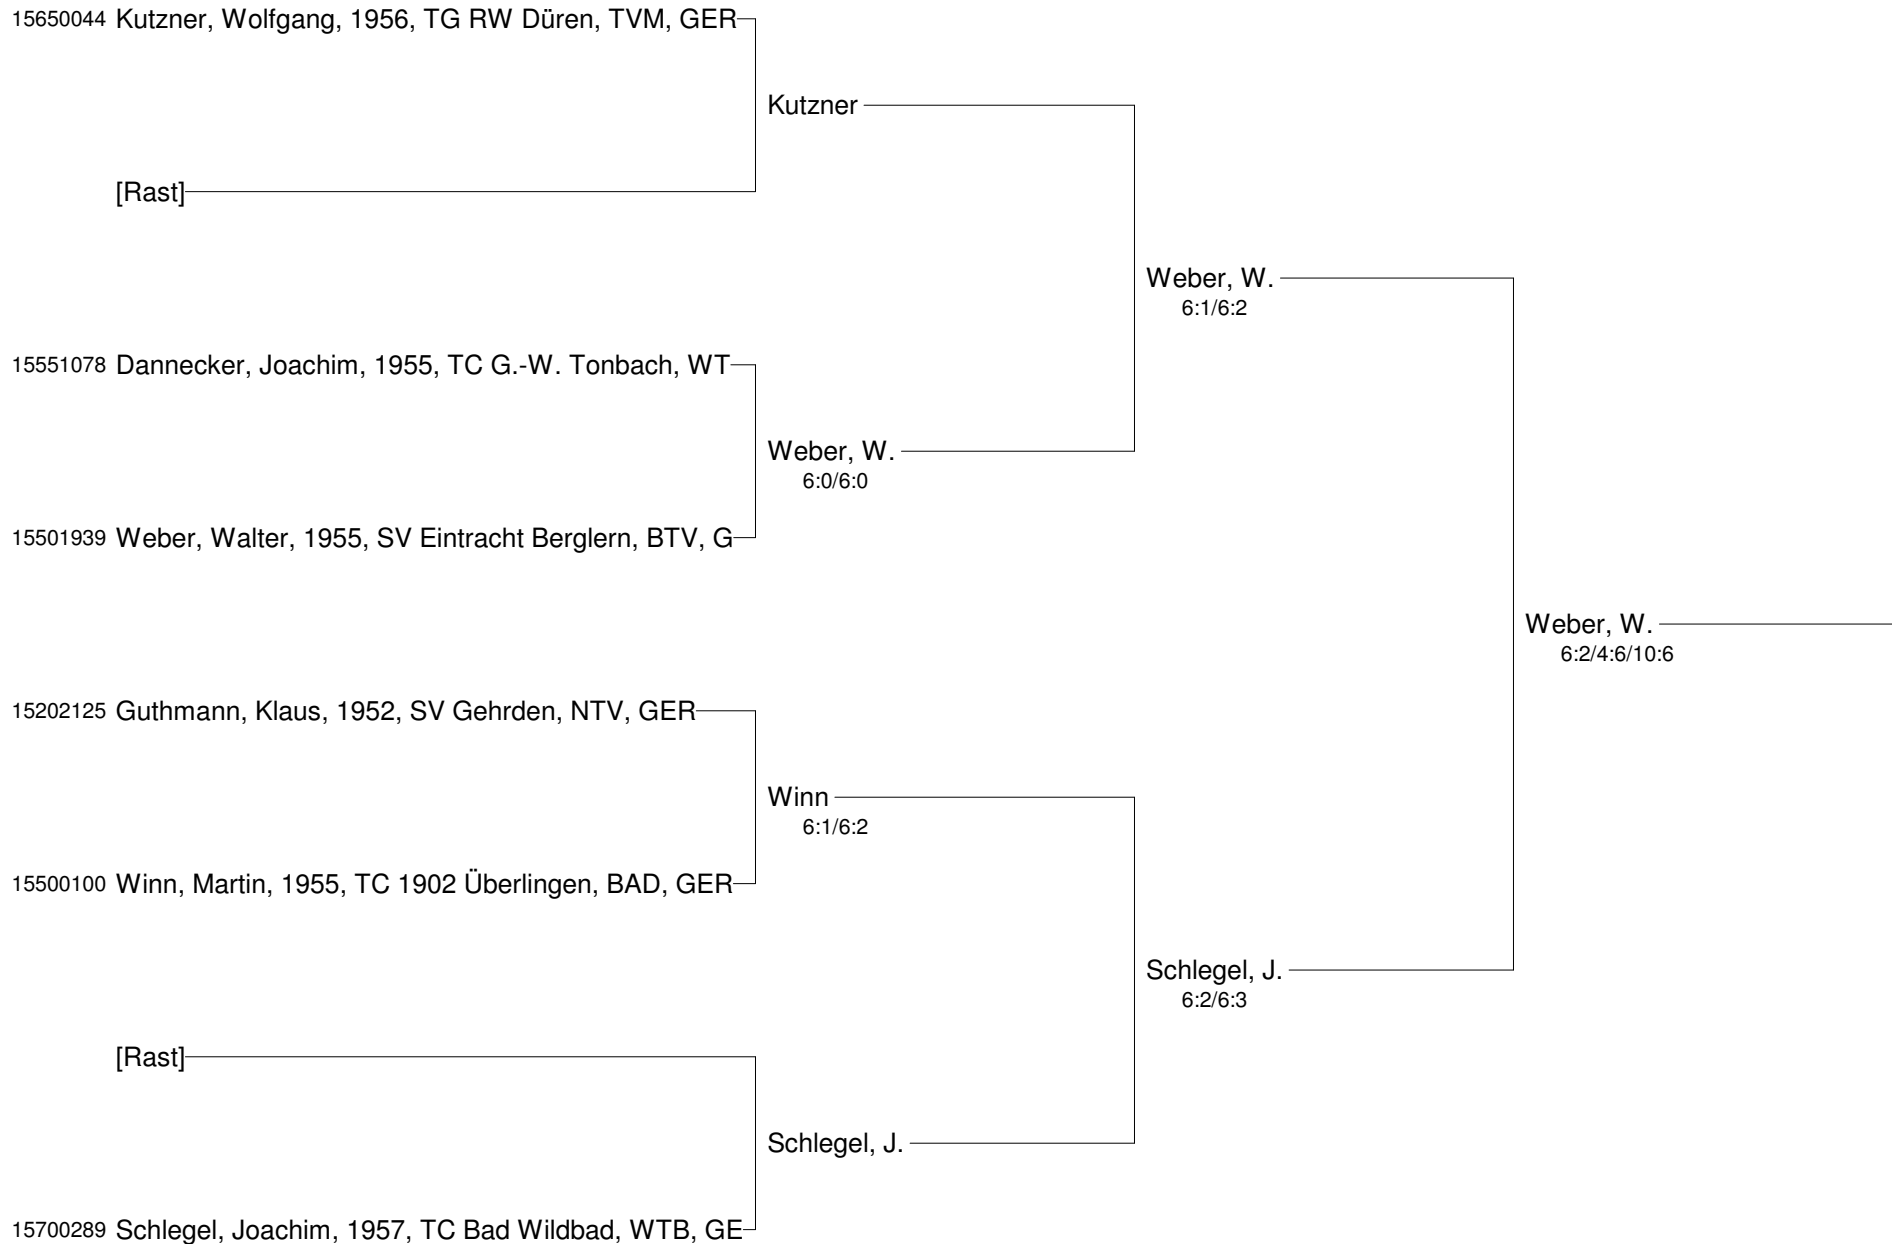 15650044 Kutzner, Wolfgang, 1956, TG RW Düren, TVM, GER
Kutzner
[Rast]
Weber, W.
6:1/6:2
15551078 Dannecker, Joachim, 1955, TC G.-W. Tonbach, WT
Weber, W.
6:0/6:0
15501939 Weber, Walter, 1955, SV Eintracht Berglern, BTV, G
Weber, W.
6:2/4:6/10:6
15202125 Guthmann, Klaus, 1952, SV Gehrden, NTV, GER
Winn
6:1/6:2
15500100 Winn, Martin, 1955, TC 1902 Überlingen, BAD, GER
Schlegel, J.
6:2/6:3
[Rast]
Schlegel, J.
15700289 Schlegel, Joachim, 1957, TC Bad Wildbad, WTB, GE